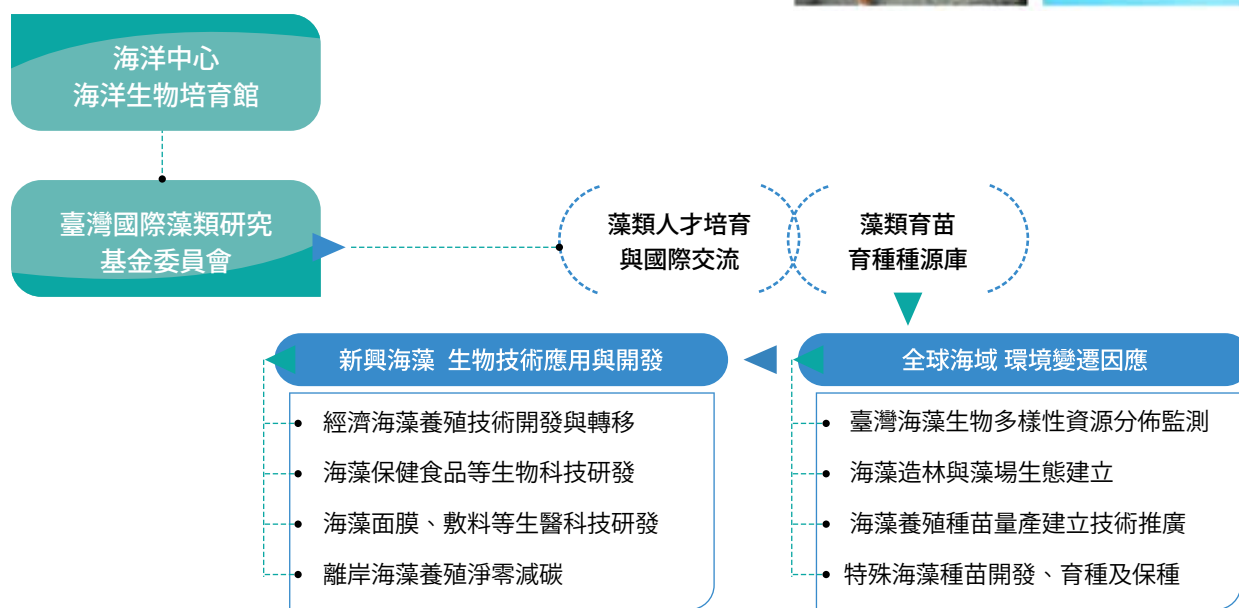 海洋中心
海洋生物培育館
臺灣國際藻類研究
基金委員會
藻類人才培育
與國際交流
藻類育苗
育種種源庫
新興海藻 生物技術應用與開發
經濟海藻養殖技術開發與轉移
海藻保健食品等生物科技研發
海藻面膜、敷料等生醫科技研發
離岸海藻養殖淨零減碳
全球海域 環境變遷因應
臺灣海藻生物多樣性資源分佈監測
海藻造林與藻場生態建立
海藻養殖種苗量產建立技術推廣
特殊海藻種苗開發、育種及保種